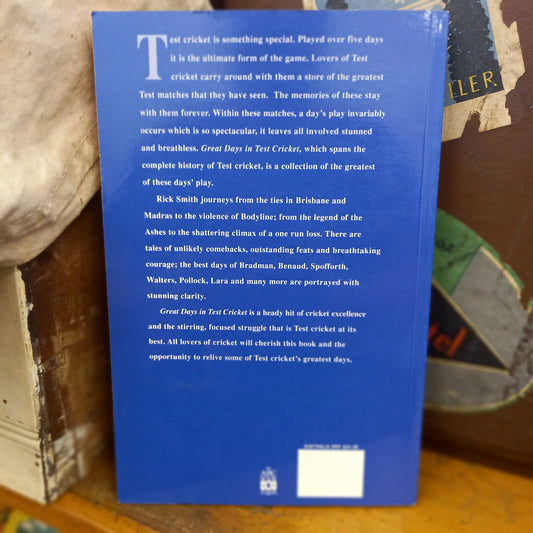 Test cricket is something special. Played over five days
it is the ultimate form of the game. Lovers of Test
cricket carry around with them a store of the greatest
Test matches that they have seen. The memories of these stay
with them forever. Within these matches, a day's play invariably
occurs which is so spectacular, it leaves all involved stunned
and breathless. Great Days in Test Cricket, which spans the
complete history of Test cricket, is a collection of the greatest
of these days' play.
Rick Smith journeys from the ties in Brisbane and
Madras to the violence of Bodyline; from the legend of the
Ashes to the shattering climax of a one run loss. There are
tales of unlikely comebacks, outstanding feats and breathtaking
courage; the best days of Bradman, Benaud, Spofforth,
Walters, Pollock, Lara and many more are portrayed with
stunning clarity.
Great Days in Test Cricket is a heady hit of cricket excellence
and the stirring, focused struggle that is Test cricket at its
best. All lovers of cricket will cherish this book and the
opportunity to relive some of Test cricket's greatest days.